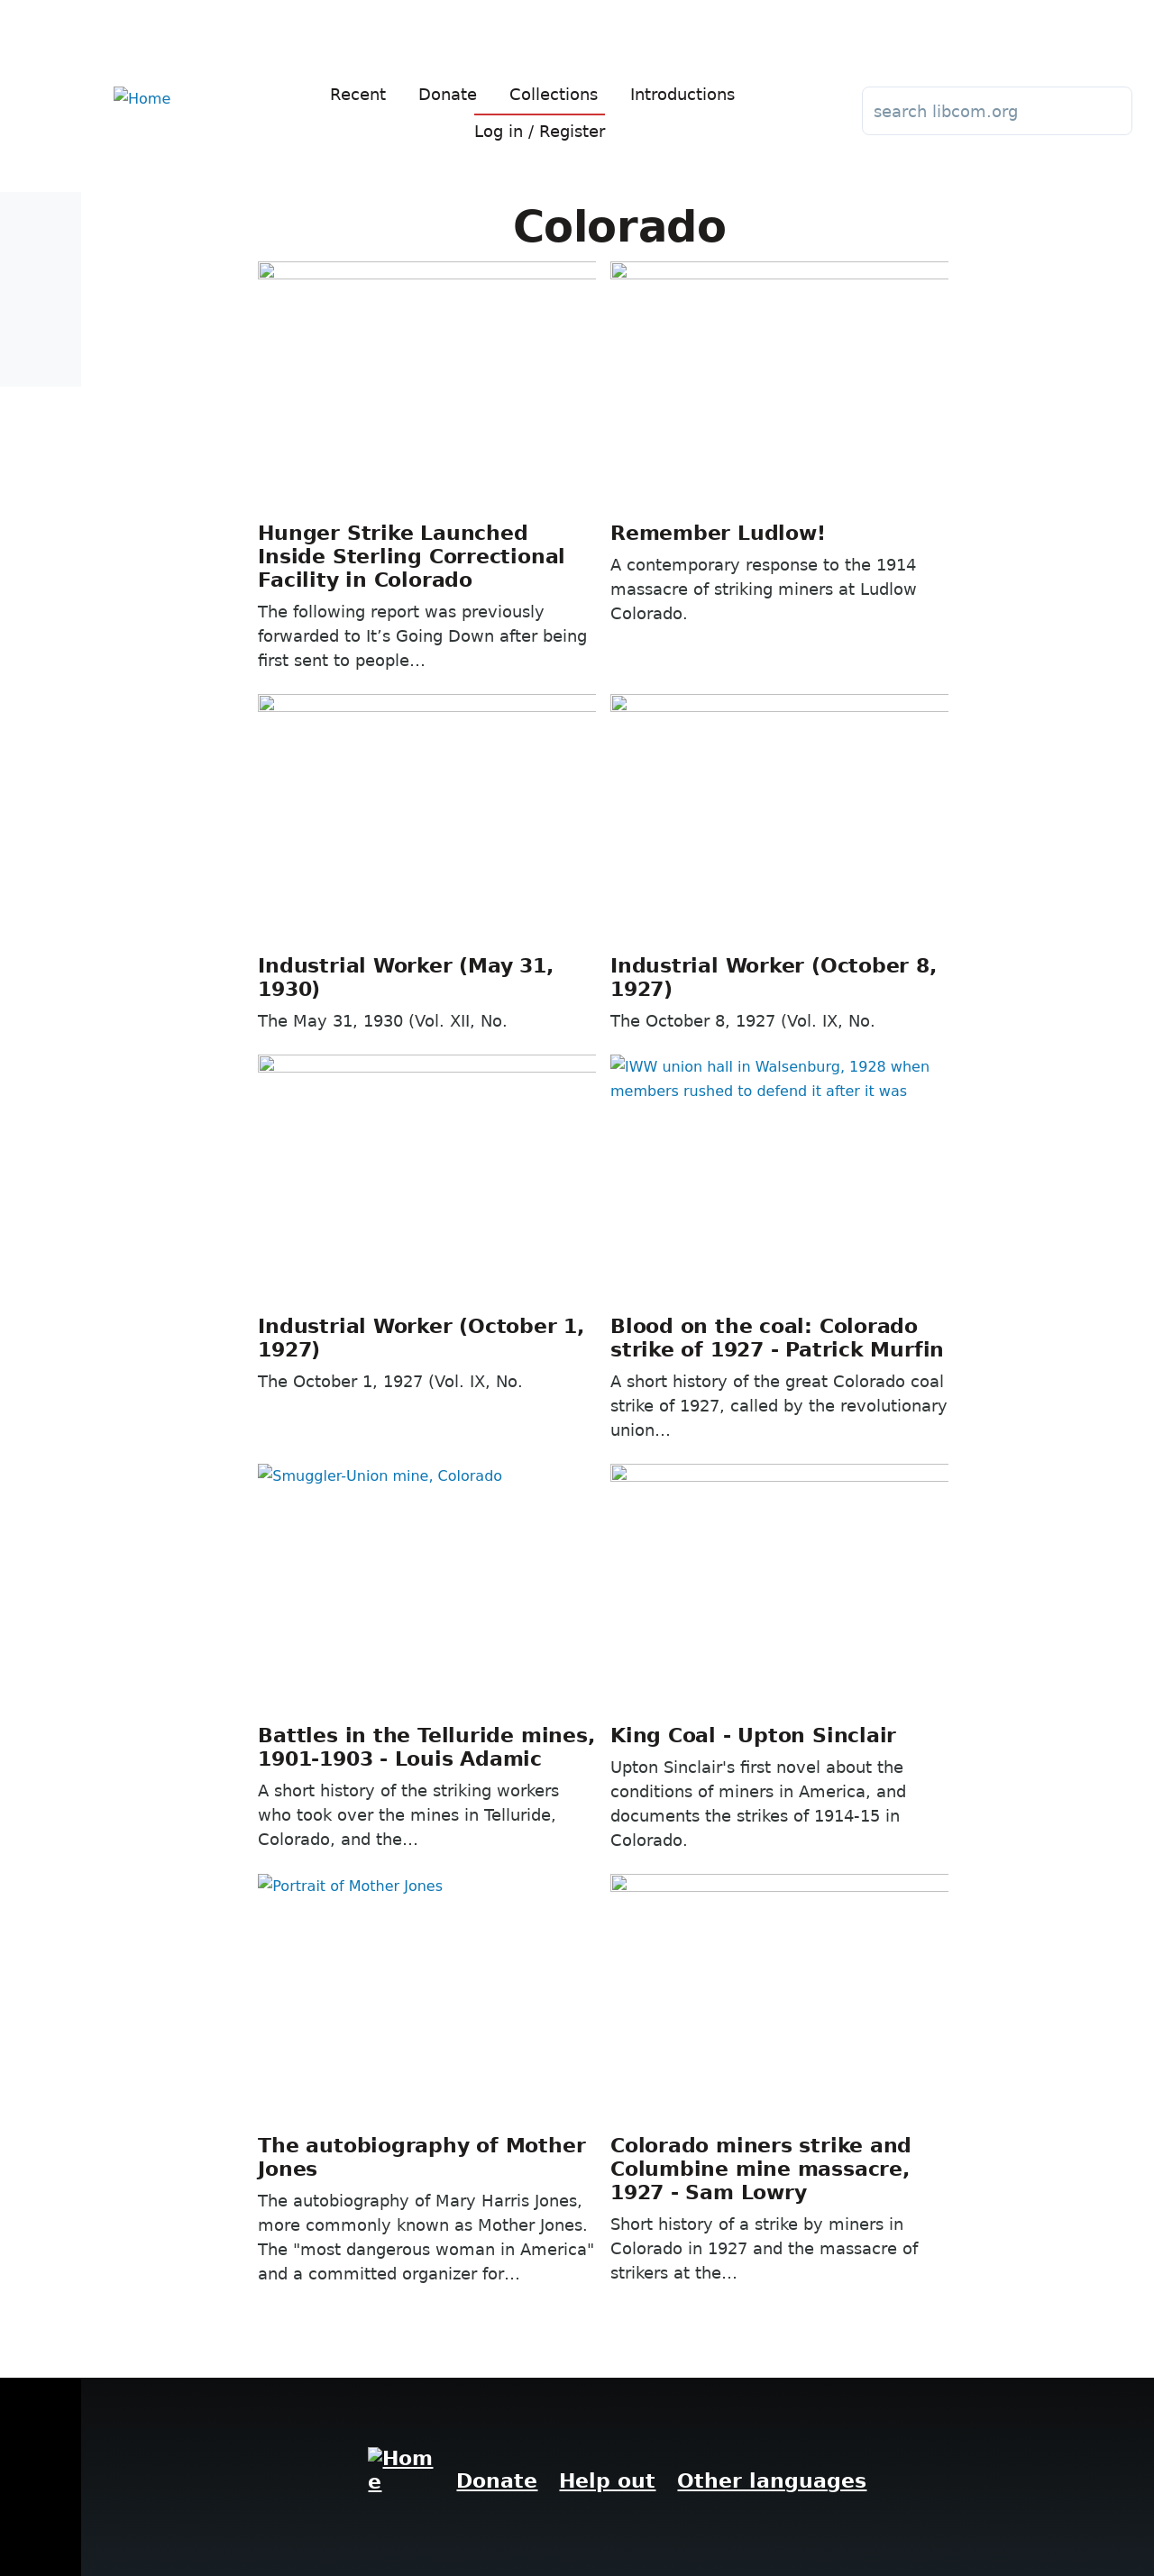 Home
Recent
Donate
Collections
Introductions
Log in / Register
search libcom.org
Colorado
Hunger Strike Launched
Inside Sterling Correctional
Facility in Colorado
The following report was previously
forwarded to It’s Going Down after being
first sent to people…
Remember Ludlow!
A contemporary response to the 1914
massacre of striking miners at Ludlow
Colorado.
Industrial Worker (May 31,
1930)
The May 31, 1930 (Vol. XII, No.
Industrial Worker (October 8,
1927)
The October 8, 1927 (Vol. IX, No.
IWW union hall in Walsenburg, 1928 when
members rushed to defend it after it was
Industrial Worker (October 1,
1927)
The October 1, 1927 (Vol. IX, No.
Blood on the coal: Colorado
strike of 1927 - Patrick Murfin
A short history of the great Colorado coal
strike of 1927, called by the revolutionary
union…
Smuggler-Union mine, Colorado
Battles in the Telluride mines,
1901-1903 - Louis Adamic
A short history of the striking workers
who took over the mines in Telluride,
Colorado, and the…
King Coal - Upton Sinclair
Upton Sinclair's first novel about the
conditions of miners in America, and
documents the strikes of 1914-15 in
Colorado.
Portrait of Mother Jones
The autobiography of Mother
Jones
The autobiography of Mary Harris Jones,
more commonly known as Mother Jones.
The "most dangerous woman in America"
and a committed organizer for…
Colorado miners strike and
Columbine mine massacre,
1927 - Sam Lowry
Short history of a strike by miners in
Colorado in 1927 and the massacre of
strikers at the…
Hom
e
Donate
Help out
Other languages